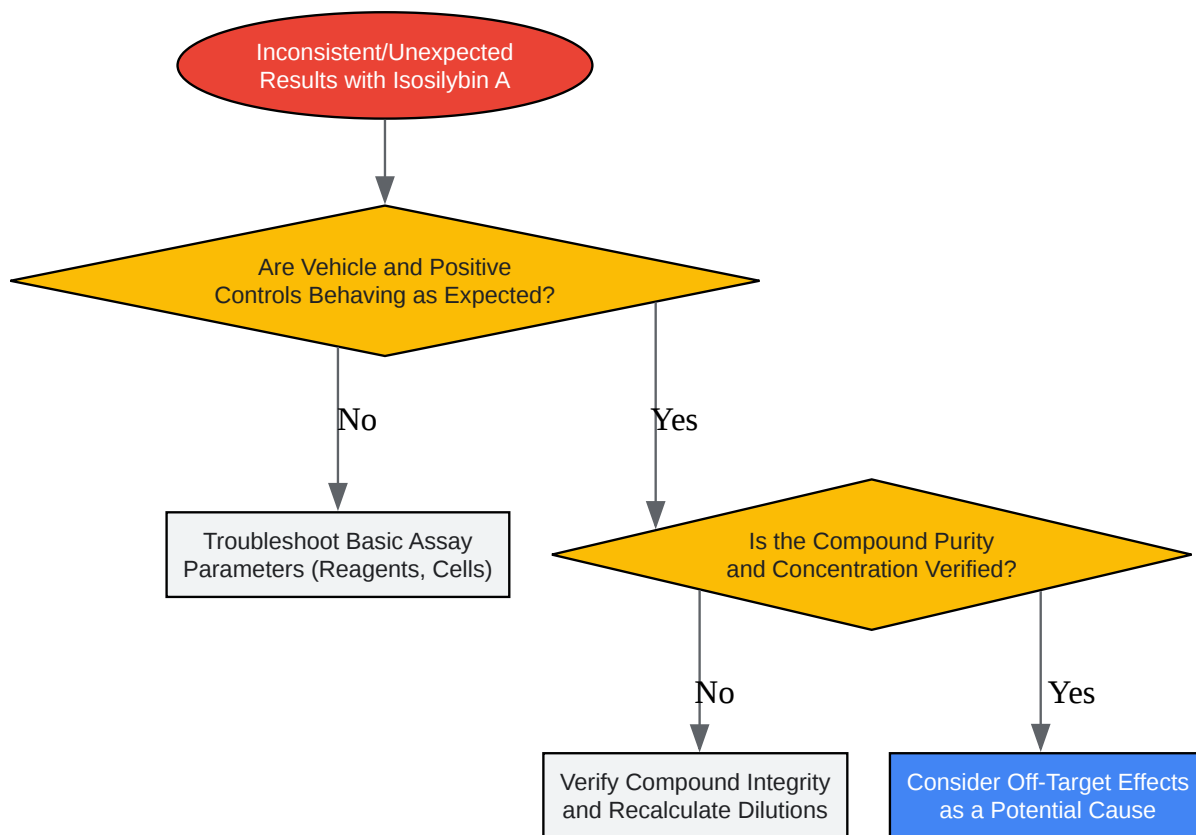 Inconsistent/Unexpected
Results with Isosilybin A
Are Vehicle and Positive
Controls Behaving as Expected?
No
Yes
Troubleshoot Basic Assay
Parameters (Reagents, Cells)
Is the Compound Purity
and Concentration Verified?
No
Yes
Verify Compound Integrity
and Recalculate Dilutions
Consider Off-Target Effects
as a Potential Cause